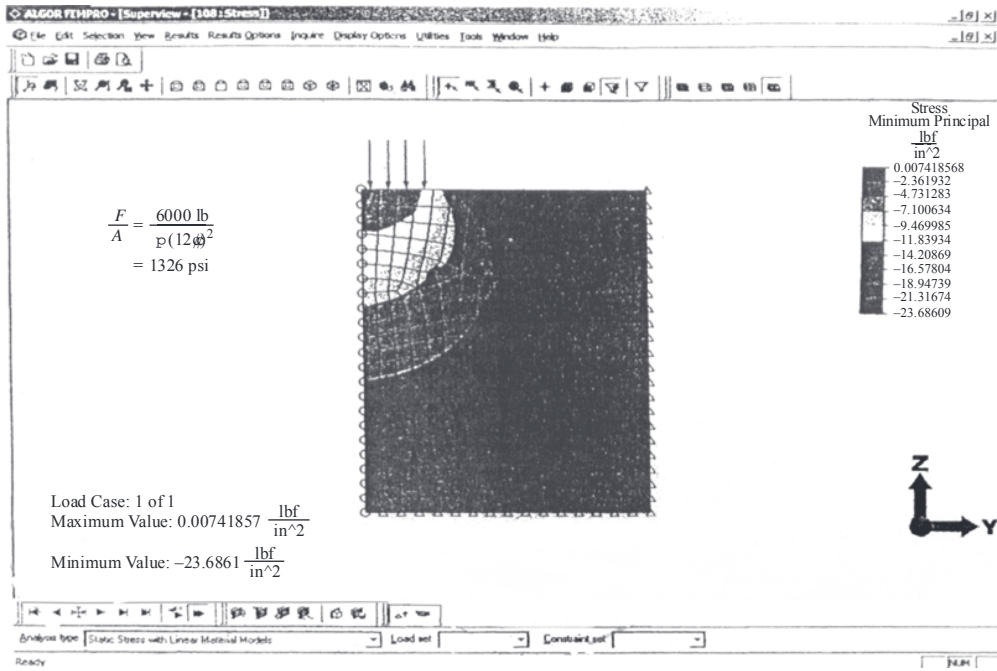 ALGOR FEMPRO - [Superview - [108:Stress]]
File Edit Selection View Results Results Options Inquire Display Options Utilities Tools Window Help
Stress
Minimum Principal
lbf
in^2
0.007418568
−2.361932
−4.731283
−7.100634
−9.469985
−11.83934
−14.20869
−16.57804
−18.94739
−21.31674
−23.68609
F/A = 6000 lb
p(12)2
= 1326 psi
Load Case: 1 of 1
Maximum Value: 0.00741857 lbf
in^2
Minimum Value: −23.6861 lbf
in^2
Z
Y
Analysis type Static Stress with Linear Material Models Load set Constraint set
Ready NUM